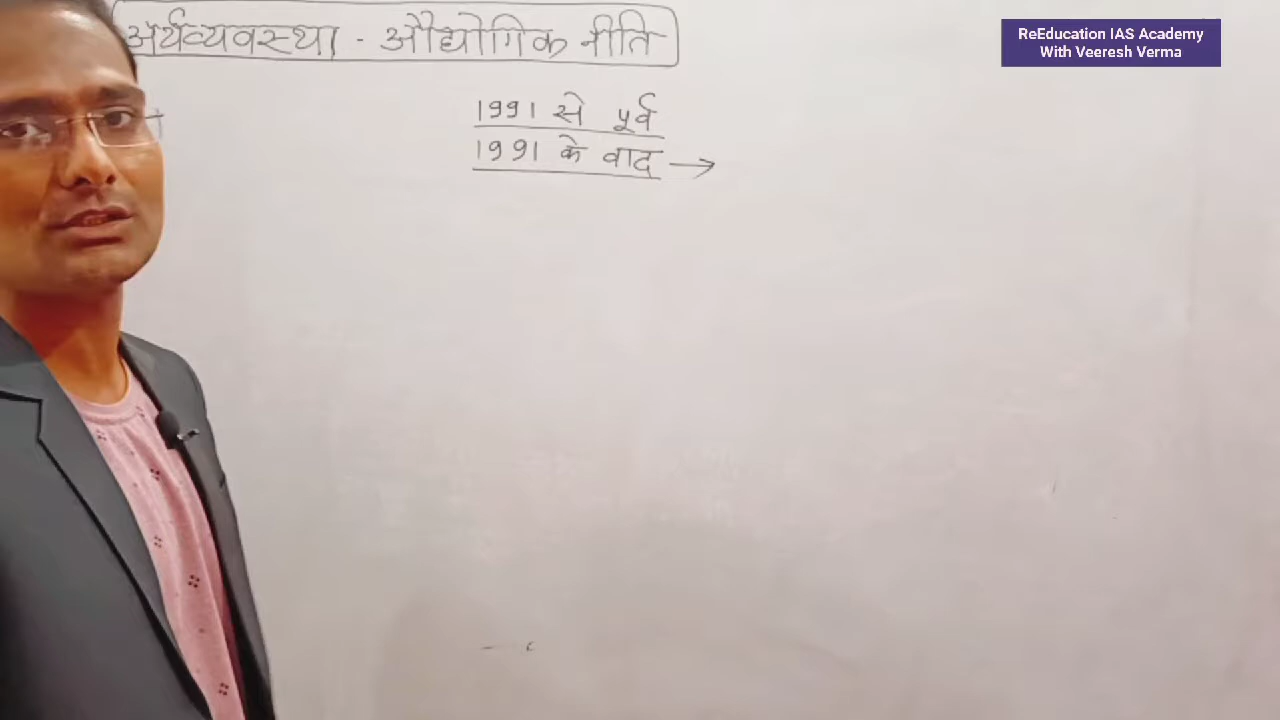 अर्थव्यवस्था - औद्योगिक नीति
ReEducation IAS Academy
With Veeresh Verma
1991 से पूर्व
1991 के वाद →